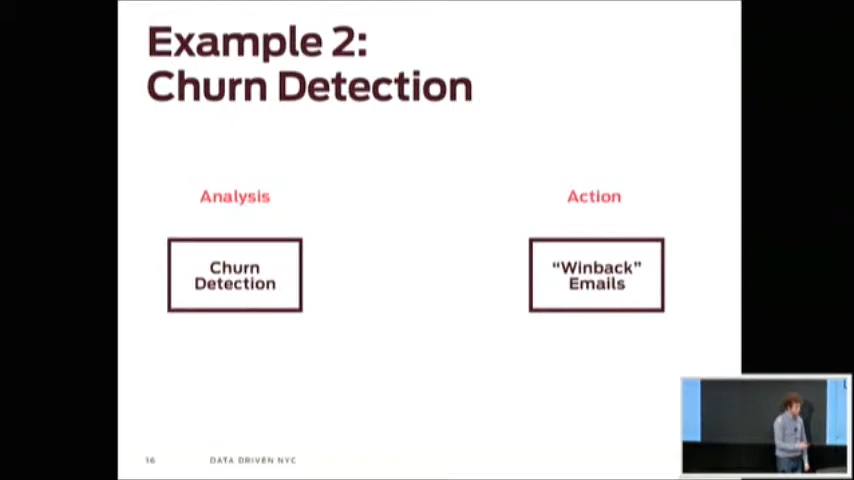 Example 2:
Churn Detection
Analysis
Action
Churn
Detection
“Winback”
Emails
16
DATA DRIVEN NYC